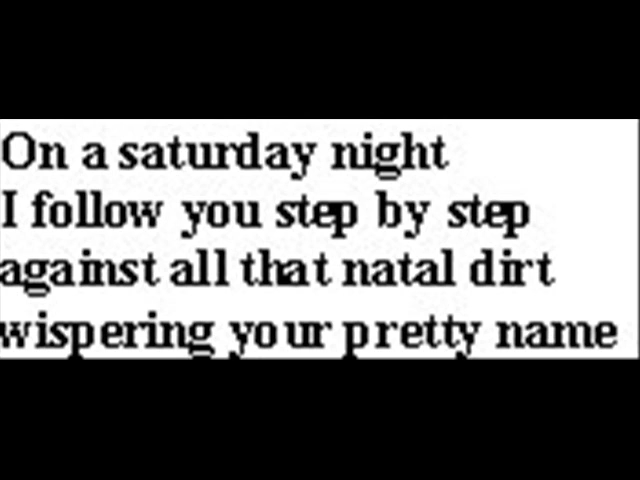 On a saturday night
I follow you step by step
against all that natal dirt
wispering your pretty name